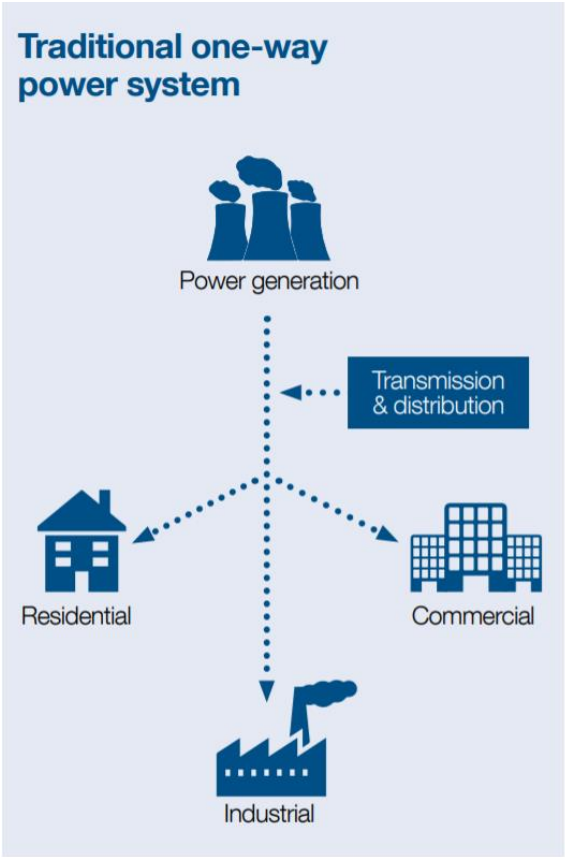 Traditional one-way
power system
Power generation
Transmission
& distribution
Residential
Commercial
Industrial